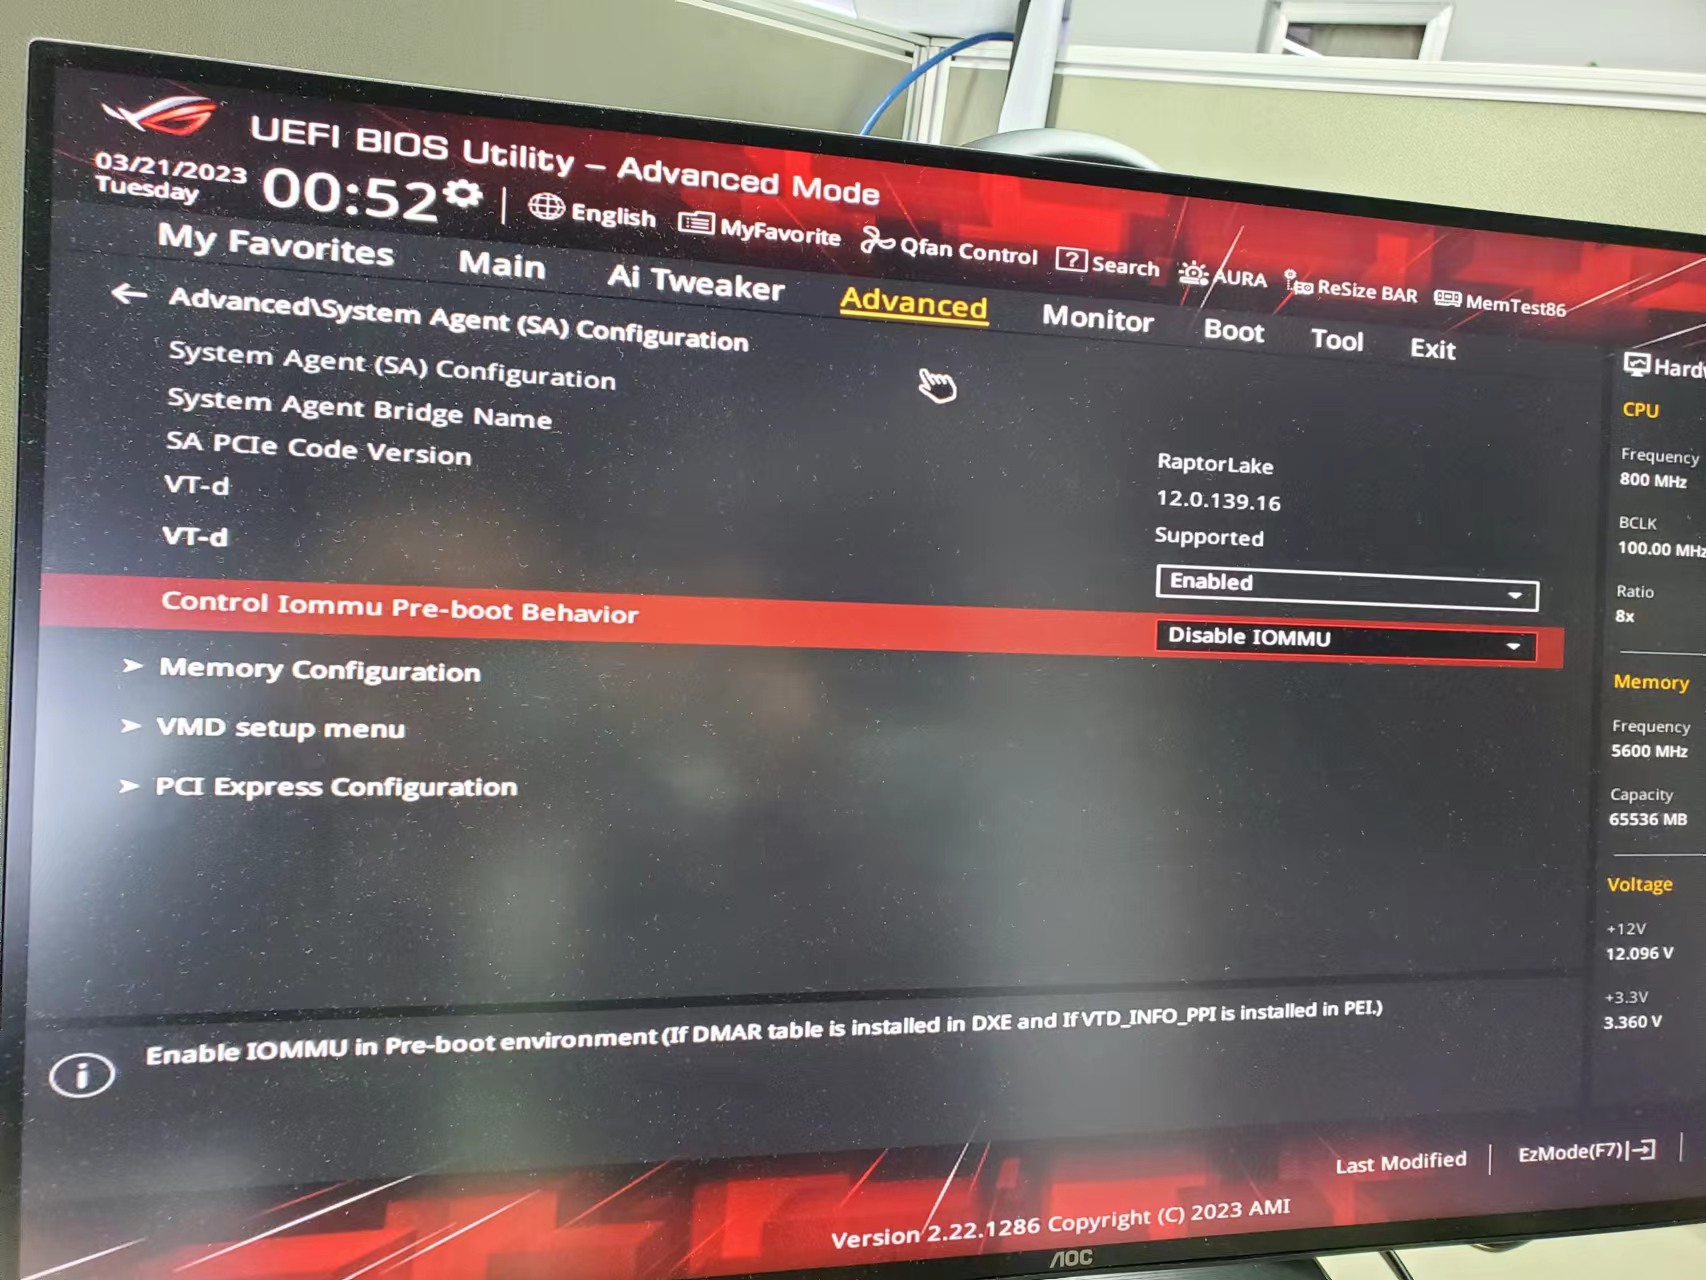 UEFI BIOS Utility – Advanced Mode
03/21/2023
Tuesday
00:52
English
MyFavorite
Qfan Control
? Search
AURA
ReSize BAR
MemTest86
My Favorites
Main
Ai Tweaker
Advanced
Monitor
Boot
Tool
Exit
← Advanced\System Agent (SA) Configuration
System Agent (SA) Configuration
System Agent Bridge Name
RaptorLake
SA PCIe Code Version
12.0.139.16
VT-d
Supported
VT-d
Enabled
Control Iommu Pre-boot Behavior
Disable IOMMU
> Memory Configuration
> VMD setup menu
> PCI Express Configuration
CPU
Frequency
800 MHz
BCLK
100.00 MHz
Ratio
8x
Memory
Frequency
5600 MHz
Capacity
65536 MB
Voltage
+12V
12.096 V
+3.3V
3.360 V
i
Enable IOMMU in Pre-boot environment (If DMAR table is installed in DXE and If VTD_INFO_PPI is installed in PEI.)
Last Modified
EzMode(F7)
Version 2.22.1286 Copyright (C) 2023 AMI
AOC